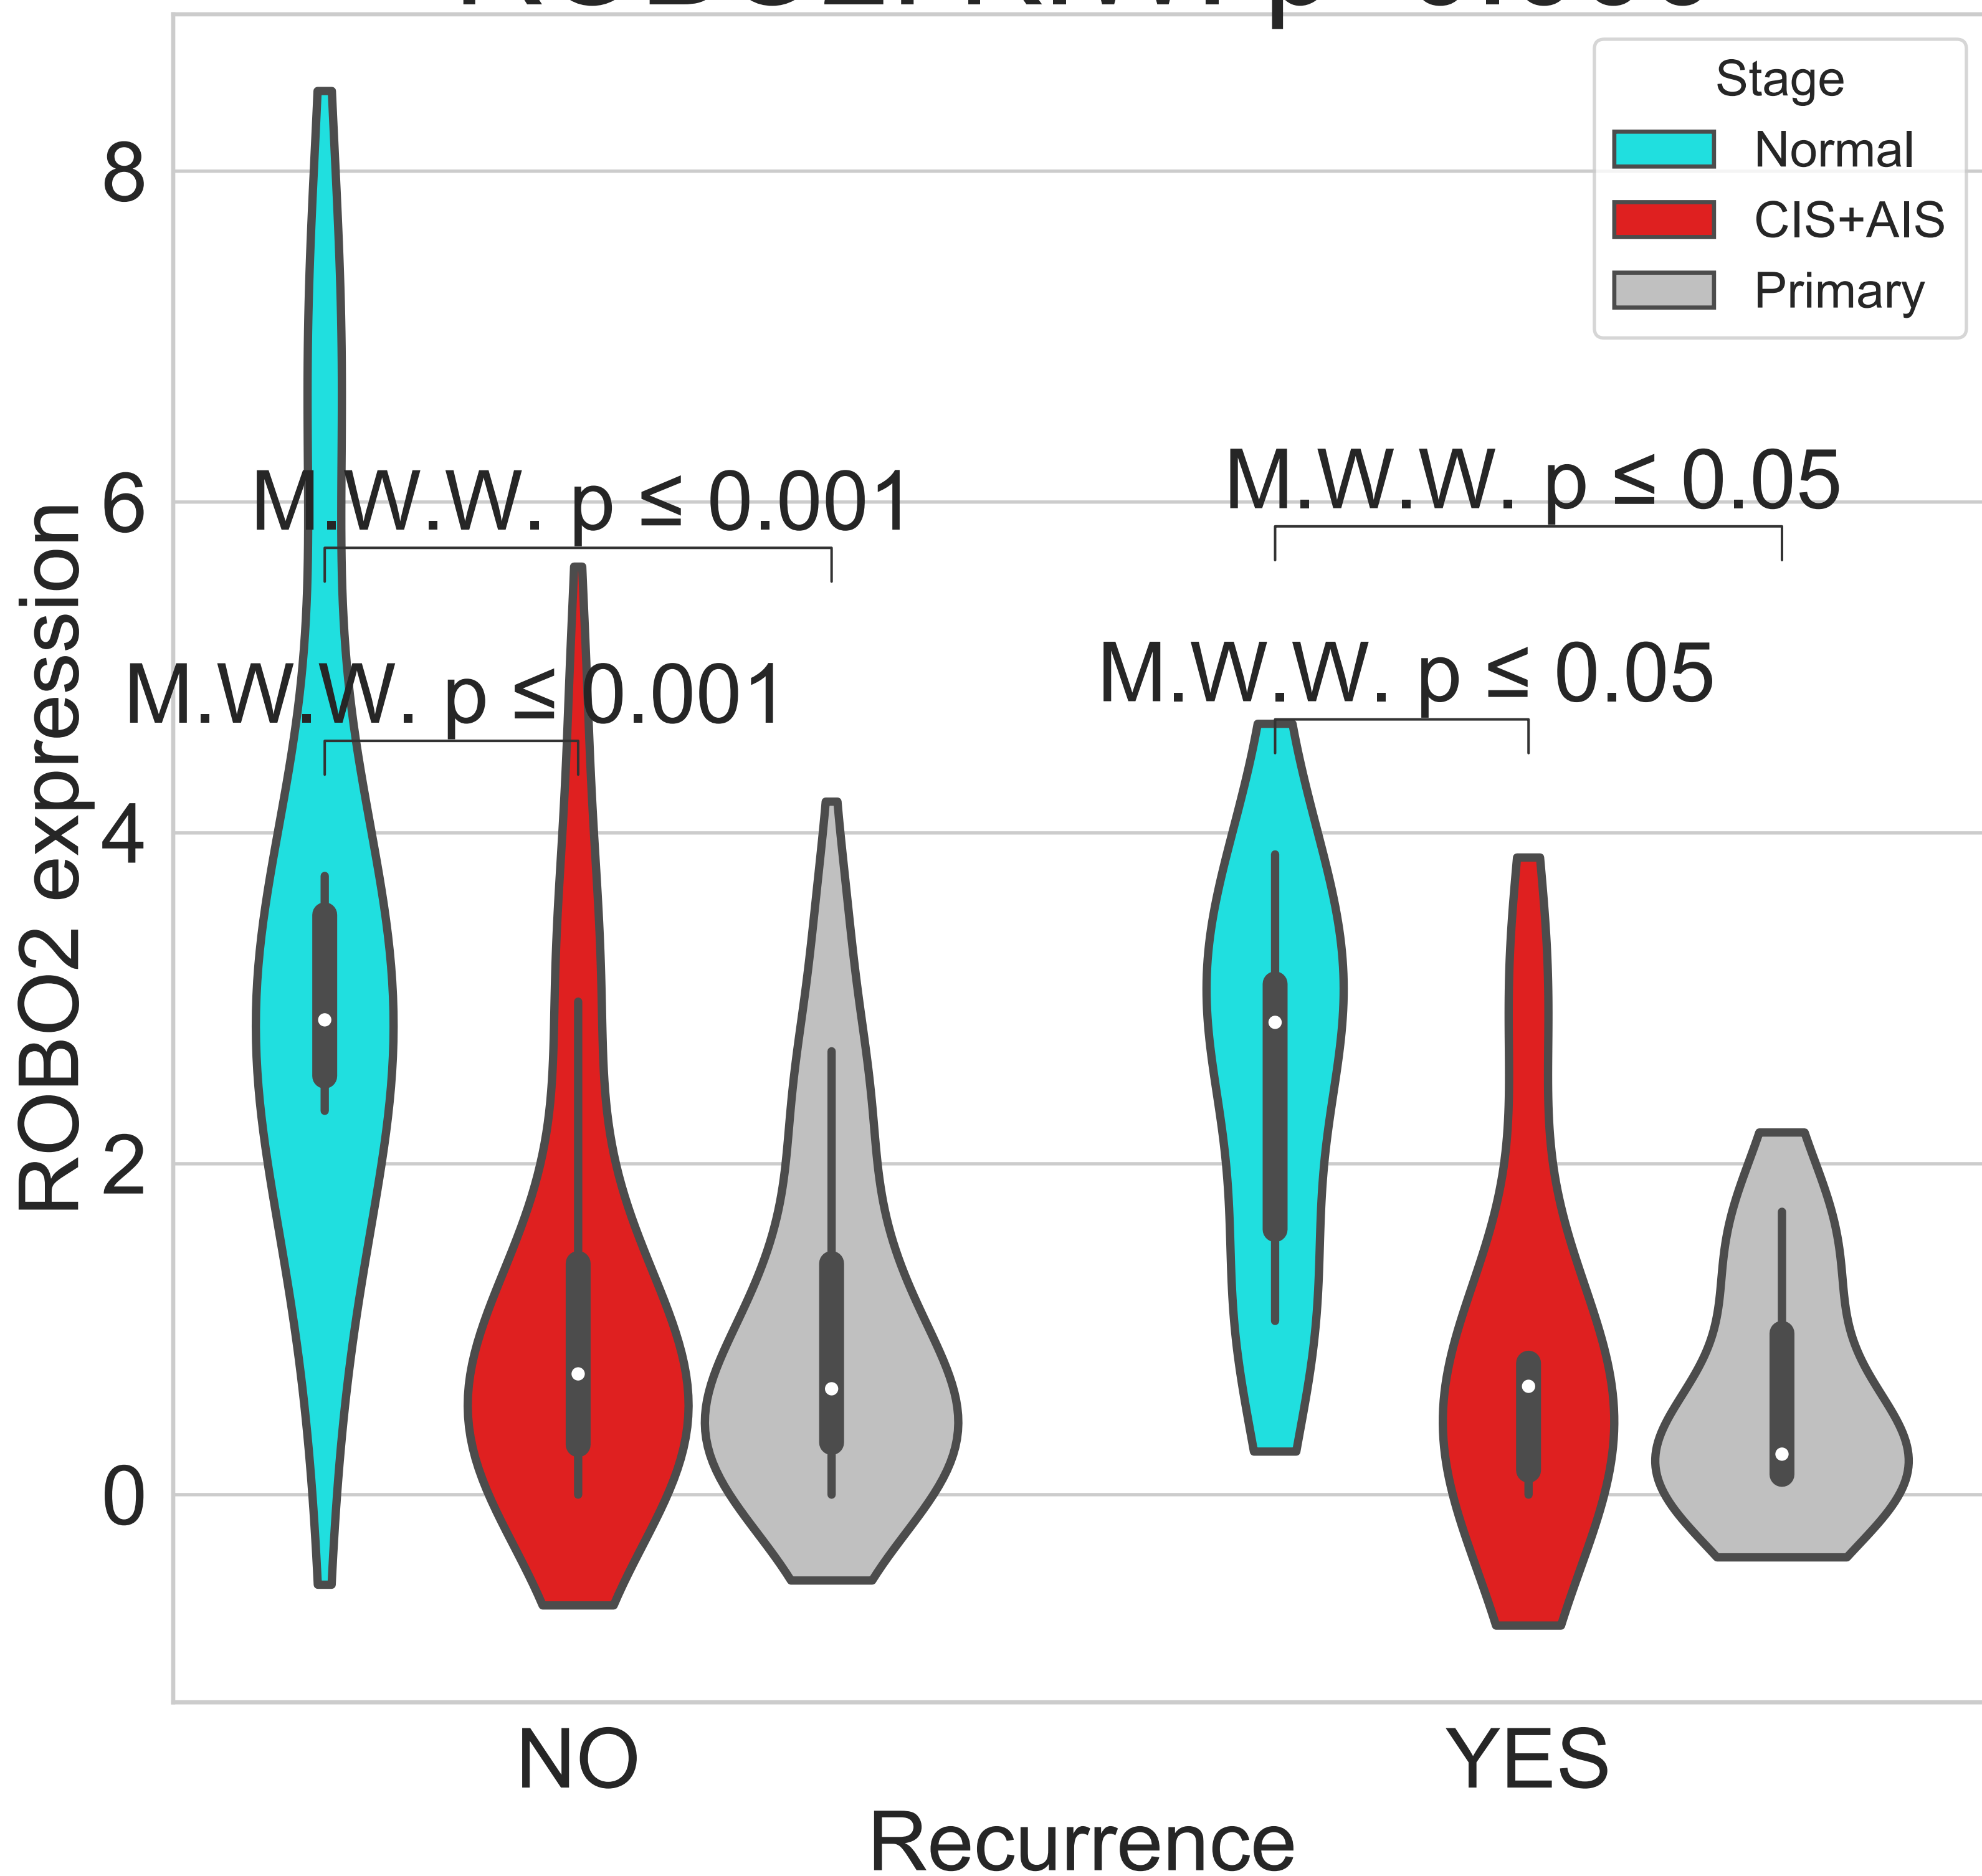 Stage
Normal
CIS+AIS
Primary
8
6
4
2
0
ROBO2 expression
M.W.W. p ≤ 0.001
M.W.W. p ≤ 0.05
M.W.W. p ≤ 0.001
M.W.W. p ≤ 0.05
NO
YES
Recurrence